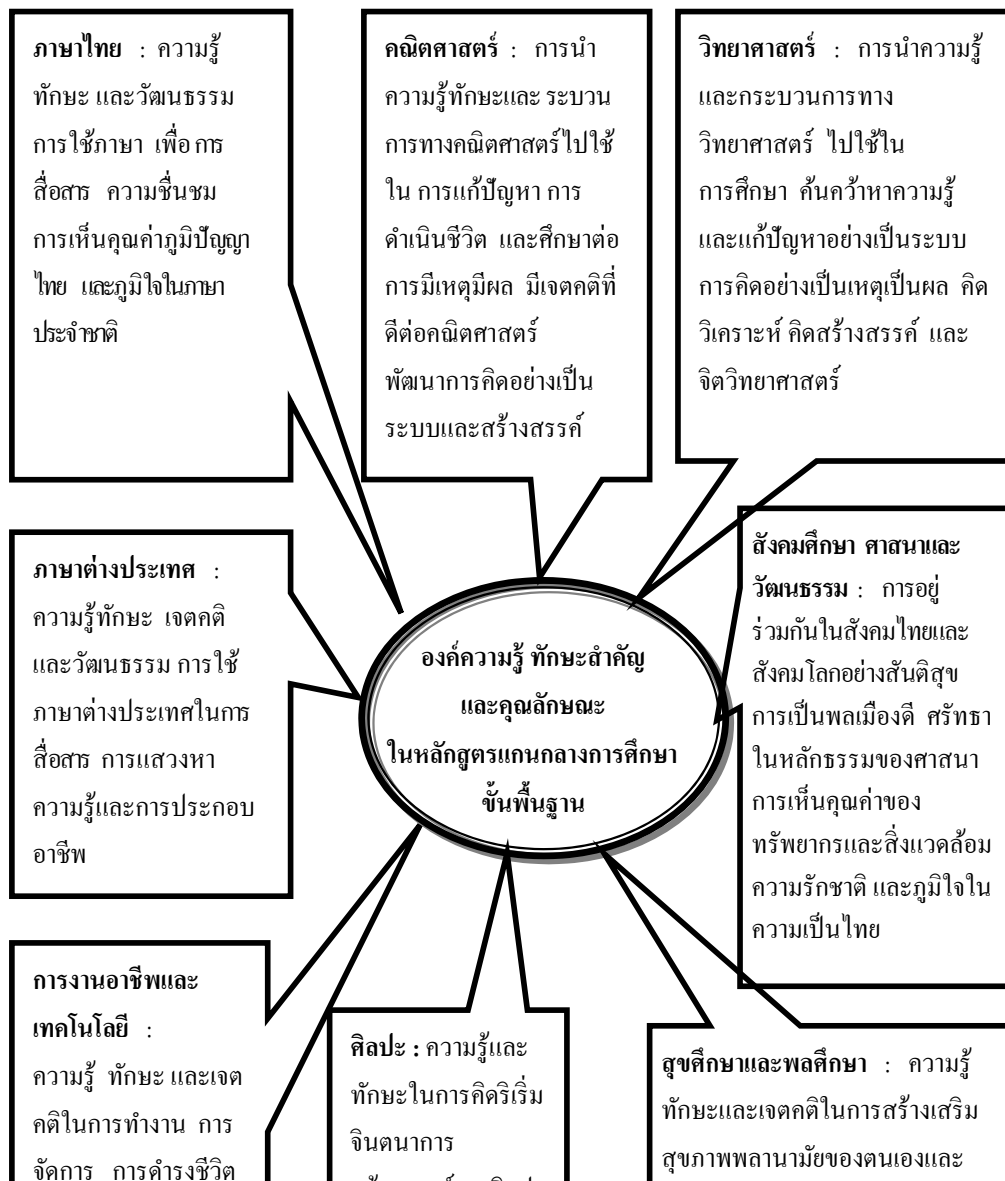 ภาษาไทย : ความรู้
ทักษะ และวัฒนธรรม
การใช้ภาษา เพื่อ การ
สื่อสาร ความชื่นชม
การเห็นคุณค่าภูมิปัญญา
ไทย และภูมิใจในภาษา
ประจำชาติ
คณิตศาสตร์ : การนำ
ความรู้ทักษะและ ระบวน
การทางคณิตศาสตร์ไปใช้
ใน การแก้ปัญหา การ
ดำเนินชีวิต และศึกษาต่อ
การมีเหตุมีผล มีเจตคติที่
ดีต่อคณิตศาสตร์
พัฒนาการคิดอย่างเป็น
ระบบและสร้างสรรค์
วิทยาศาสตร์ : การนำความรู้
และกระบวนการทาง
วิทยาศาสตร์ ไปใช้ใน
การศึกษา ค้นคว้าหาความรู้
และแก้ปัญหาอย่างเป็นระบบ
การคิดอย่างเป็นเหตุเป็นผล คิด
วิเคราะห์ คิดสร้างสรรค์ และ
จิตวิทยาศาสตร์
ภาษาต่างประเทศ :
ความรู้ทักษะ เจตคติ
และวัฒนธรรม การใช้
ภาษาต่างประเทศในการ
สื่อสาร การแสวงหา
ความรู้และการประกอบ
อาชีพ
องค์ความรู้ ทักษะสำคัญ
และคุณลักษณะ
ในหลักสูตรแกนกลางการศึกษา
ขั้นพื้นฐาน
สังคมศึกษา ศาสนาและ
วัฒนธรรม : การอยู่
ร่วมกันในสังคมไทยและ
สังคมโลกอย่างสันติสุข
การเป็นพลเมืองดี ศรัทธา
ในหลักธรรมของศาสนา
การเห็นคุณค่าของ
ทรัพยากรและสิ่งแวดล้อม
ความรักชาติ และภูมิใจใน
ความเป็นไทย
การงานอาชีพและ
เทคโนโลยี :
ความรู้ ทักษะ และเจต
คติในการทำงาน การ
จัดการ การดำรงชีวิต
ศิลปะ : ความรู้และ
ทักษะในการคิดริเริ่ม
จินตนาการ
สุขศึกษาและพลศึกษา : ความรู้
ทักษะและเจตคติในการสร้างเสริม
สุขภาพพลานามัยของตนเองและ